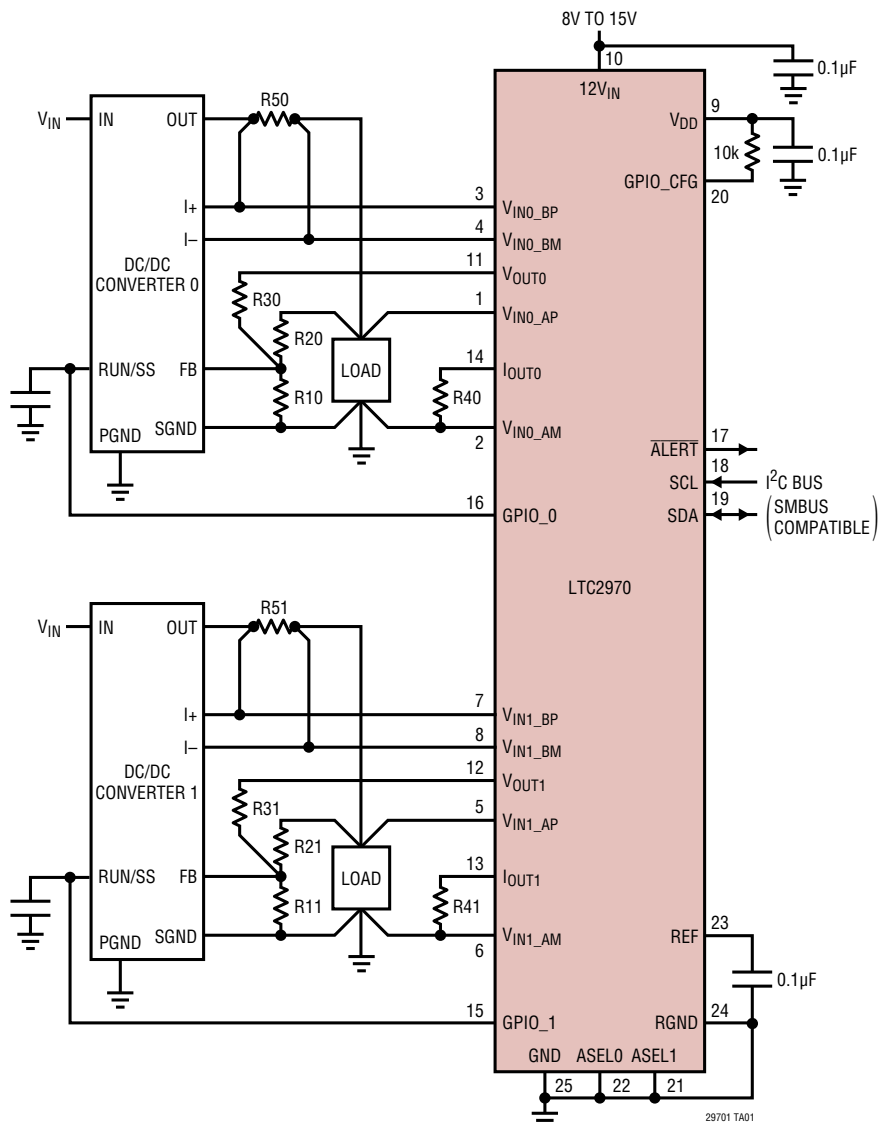 8V TO 15V
10
0.1µF
12V_IN
V_DD
9
10k
0.1µF
GPIO_CFG
20
V_IN
IN
OUT
R50
I+
3
V_IN0_BP
I–
4
V_IN0_BM
DC/DC
CONVERTER 0
11
V_OUT0
R30
1
V_IN0_AP
R20
LOAD
14
I_OUT0
RUN/SS
FB
R10
R40
PGND
SGND
2
V_IN0_AM
16
GPIO_0
ALERT
17
SCL
18
I²C BUS
SDA
19
(SMBUS
COMPATIBLE)
LTC2970
V_IN
IN
OUT
R51
I+
7
V_IN1_BP
I–
8
V_IN1_BM
DC/DC
CONVERTER 1
12
V_OUT1
R31
5
V_IN1_AP
R21
LOAD
13
I_OUT1
RUN/SS
FB
R11
R41
PGND
SGND
6
V_IN1_AM
15
GPIO_1
REF
23
0.1µF
RGND
24
GND
ASEL0
ASEL1
25
22
21
29701 TA01